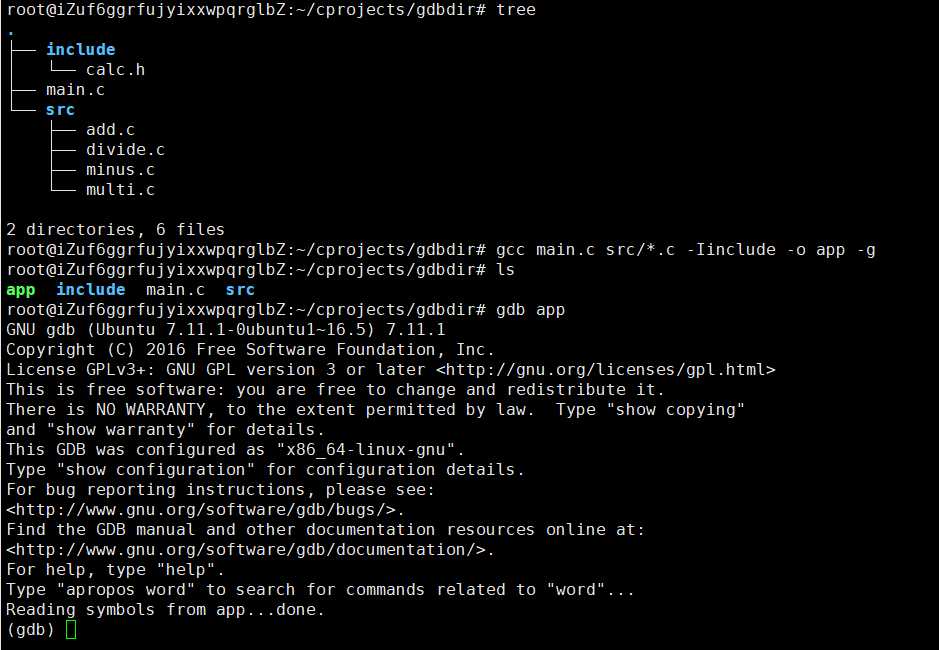 root@iZuf6ggrfujyixxwpqrglbZ:~/cprojects/gdbdir# tree
.
├── include
│   └── calc.h
├── main.c
└── src
    ├── add.c
    ├── divide.c
    ├── minus.c
    └── multi.c

2 directories, 6 files
root@iZuf6ggrfujyixxwpqrglbZ:~/cprojects/gdbdir# gcc main.c src/*.c -Iinclude -o app -g
root@iZuf6ggrfujyixxwpqrglbZ:~/cprojects/gdbdir# ls
app  include  main.c  src
root@iZuf6ggrfujyixxwpqrglbZ:~/cprojects/gdbdir# gdb app
GNU gdb (Ubuntu 7.11.1-0ubuntu1~16.5) 7.11.1
Copyright (C) 2016 Free Software Foundation, Inc.
License GPLv3+: GNU GPL version 3 or later <http://gnu.org/licenses/gpl.html>
This is free software: you are free to change and redistribute it.
There is NO WARRANTY, to the extent permitted by law.  Type "show copying"
and "show warranty" for details.
This GDB was configured as "x86_64-linux-gnu".
Type "show configuration" for configuration details.
For bug reporting instructions, please see:
<http://www.gnu.org/software/gdb/bugs/>.
Find the GDB manual and other documentation resources online at:
<http://www.gnu.org/software/gdb/documentation/>.
For help, type "help".
Type "apropos word" to search for commands related to "word"...
Reading symbols from app...done.
(gdb)